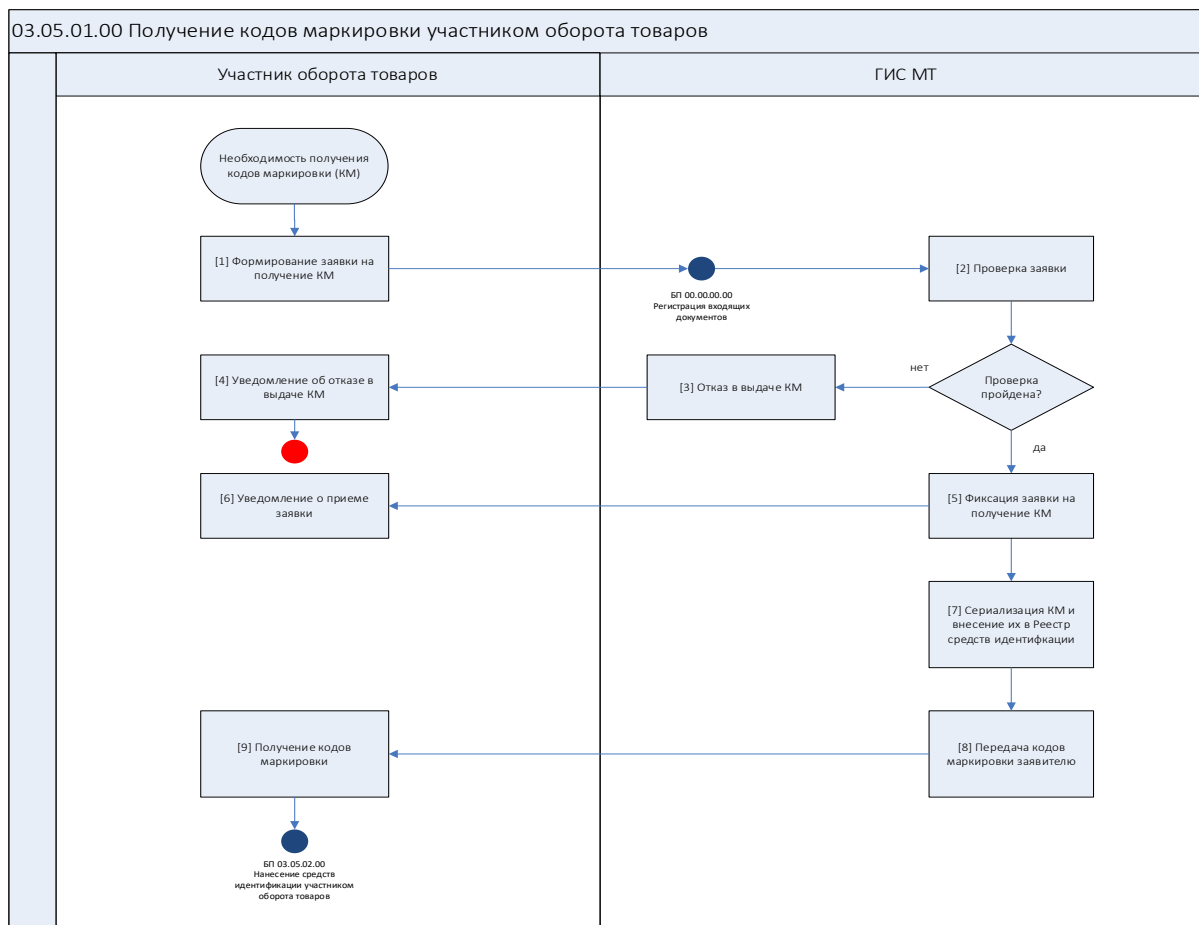 03.05.01.00 Получение кодов маркировки участником оборота товаров
Участник оборота товаров
ГИС МТ
Необходимость получения
кодов маркировки (КМ)
[1] Формирование заявки на
получение КМ
БП 00.00.00.00
Регистрация входящих
документов
[2] Проверка заявки
Проверка
пройдена?
нет
да
[3] Отказ в выдаче КМ
[4] Уведомление об отказе в
выдаче КМ
[5] Фиксация заявки на
получение КМ
[6] Уведомление о приеме
заявки
[7] Сериализация КМ и
внесение их в Реестр
средств идентифкации
[8] Передача кодов
маркировки заявителю
[9] Получение кодов
маркировки
БП 03.05.02.00
Нанесение средств
идентификации участником
оборота товаров